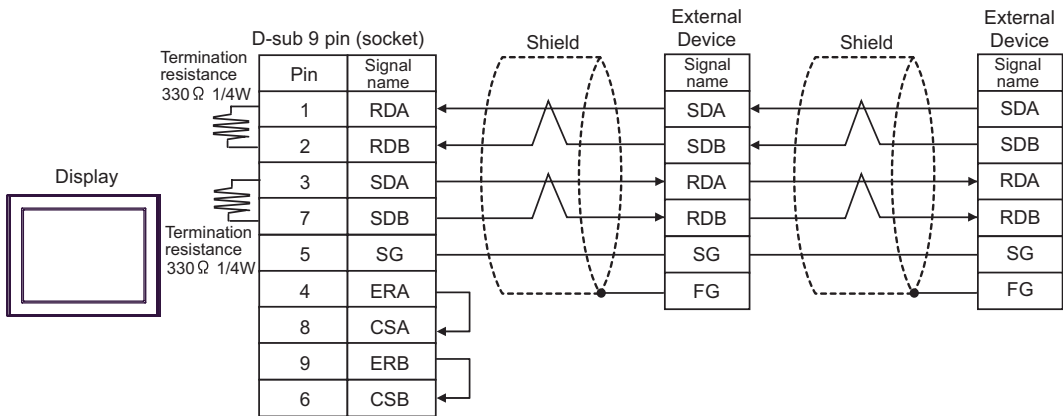 External
Device
External
Device
D-sub 9 pin (socket)
Shield
Shield
Termination
resistance
330 Ω 1/4W
Pin
Signal
name
Signal
name
Signal
name
1
RDA
SDA
SDA
2
RDB
SDB
SDB
Display
3
SDA
RDA
RDA
7
SDB
RDB
RDB
Termination
resistance
330 Ω 1/4W
5
SG
SG
SG
4
ERA
FG
FG
8
CSA
9
ERB
6
CSB